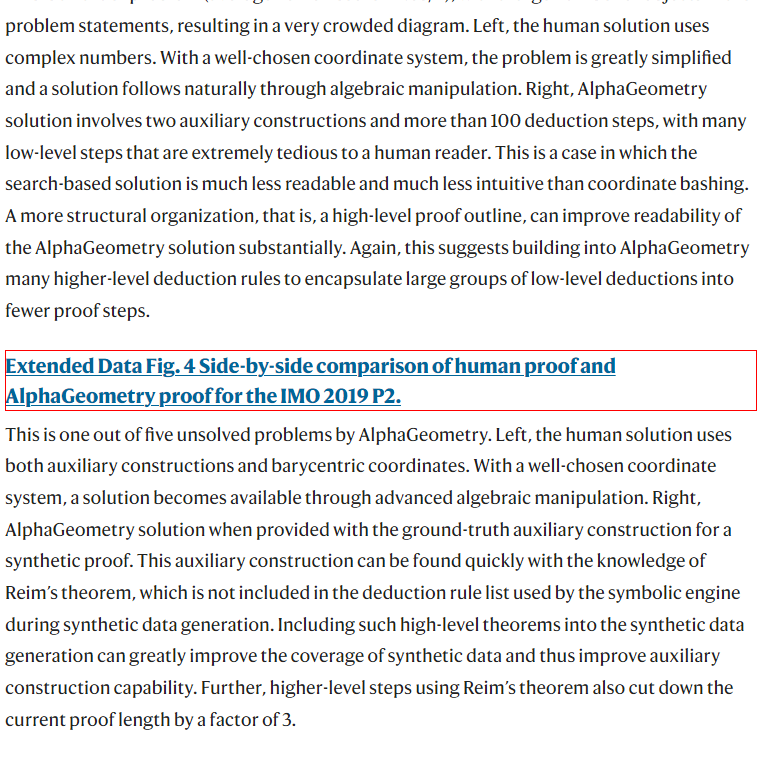 problem statements, resulting in a very crowded diagram. Left, the human solution uses
complex numbers. With a well-chosen coordinate system, the problem is greatly simplified
and a solution follows naturally through algebraic manipulation. Right, AlphaGeometry
solution involves two auxiliary constructions and more than 100 deduction steps, with many
low-level steps that are extremely tedious to a human reader. This is a case in which the
search-based solution is much less readable and much less intuitive than coordinate bashing.
A more structural organization, that is, a high-level proof outline, can improve readability of
the AlphaGeometry solution substantially. Again, this suggests building into AlphaGeometry
many higher-level deduction rules to encapsulate large groups of low-level deductions into
fewer proof steps.
Extended Data Fig. 4 Side-by-side comparison of human proof and
AlphaGeometry proof for the IMO 2019 P2.
This is one out of five unsolved problems by AlphaGeometry. Left, the human solution uses
both auxiliary constructions and barycentric coordinates. With a well-chosen coordinate
system, a solution becomes available through advanced algebraic manipulation. Right,
AlphaGeometry solution when provided with the ground-truth auxiliary construction for a
synthetic proof. This auxiliary construction can be found quickly with the knowledge of
Reim’s theorem, which is not included in the deduction rule list used by the symbolic engine
during synthetic data generation. Including such high-level theorems into the synthetic data
generation can greatly improve the coverage of synthetic data and thus improve auxiliary
construction capability. Further, higher-level steps using Reim’s theorem also cut down the
current proof length by a factor of 3.